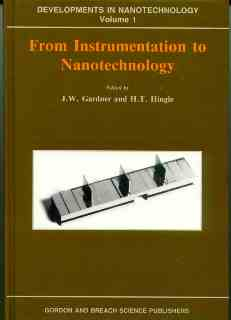 DEVELOPMENTS IN NANOTECHNOLOGY
Volume 1
From Instrumentation to
Nanotechnology
Edited by
J.W. Gardner and H.T. Hingle
GORDON AND BREACH SCIENCE PUBLISHERS